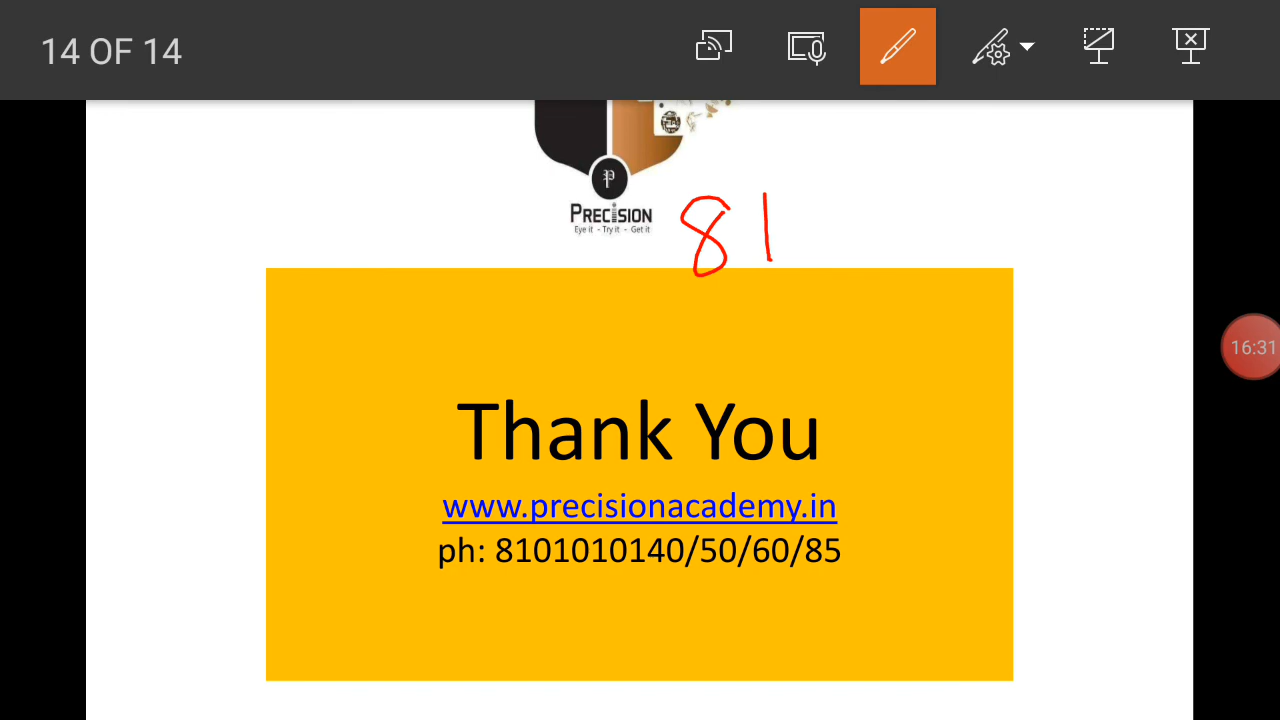 14 OF 14
P
PRECISION
Eye it - Try it - Get it
81
16:31
Thank You
www.precisionacademy.in
ph: 8101010140/50/60/85